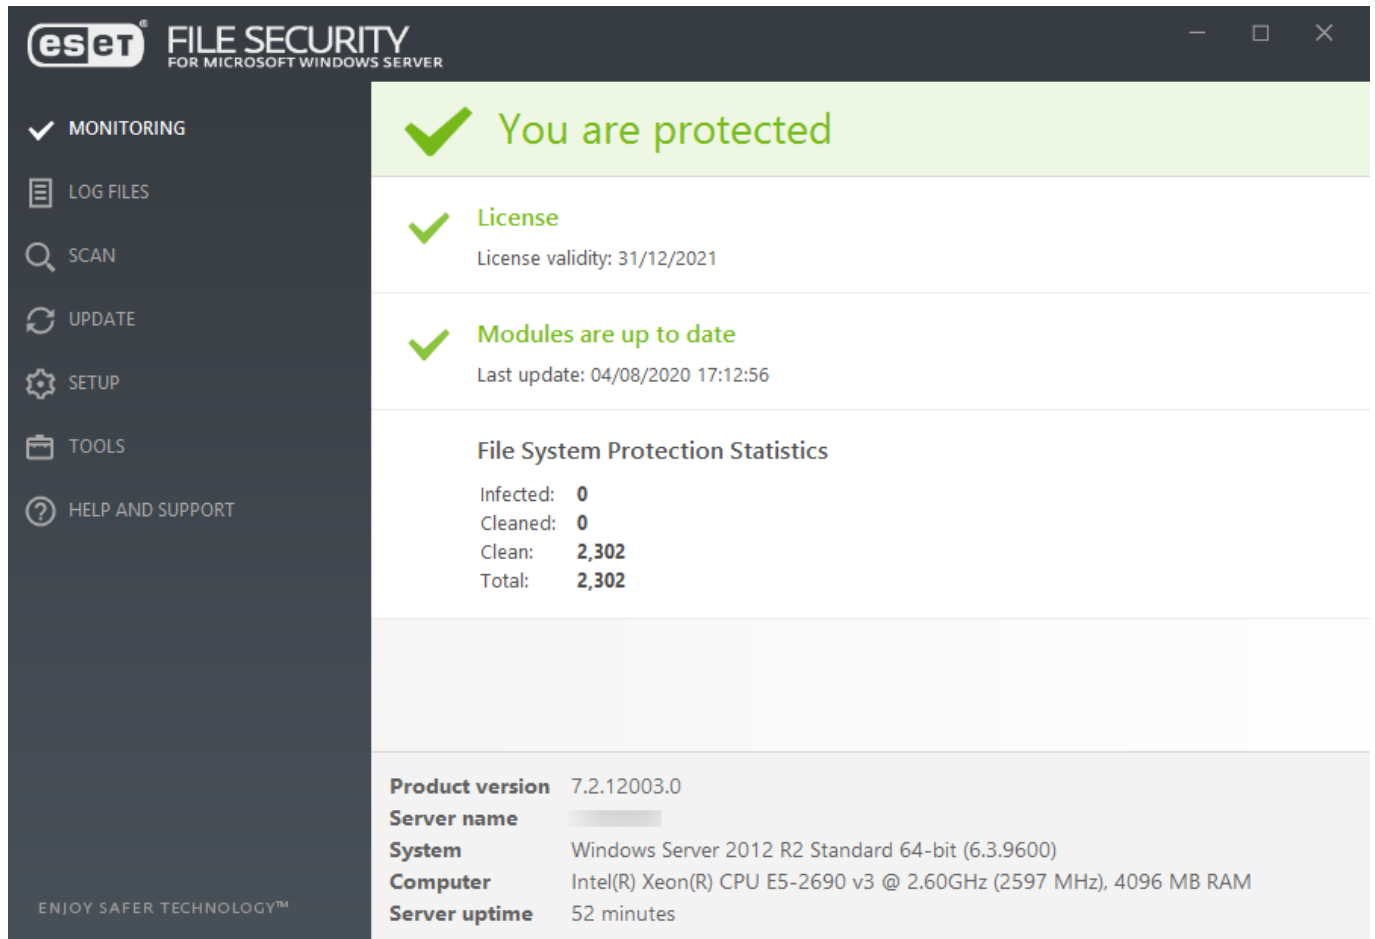 eset® FILE SECURITY
FOR MICROSOFT WINDOWS SERVER
MONITORING
LOG FILES
SCAN
UPDATE
SETUP
TOOLS
HELP AND SUPPORT
ENJOY SAFER TECHNOLOGY™
You are protected
License
License validity: 31/12/2021
Modules are up to date
Last update: 04/08/2020 17:12:56
File System Protection Statistics
Infected: 0
Cleaned: 0
Clean: 2,302
Total: 2,302
Product version 7.2.12003.0
Server name
System Windows Server 2012 R2 Standard 64-bit (6.3.9600)
Computer Intel(R) Xeon(R) CPU E5-2690 v3 @ 2.60GHz (2597 MHz), 4096 MB RAM
Server uptime 52 minutes